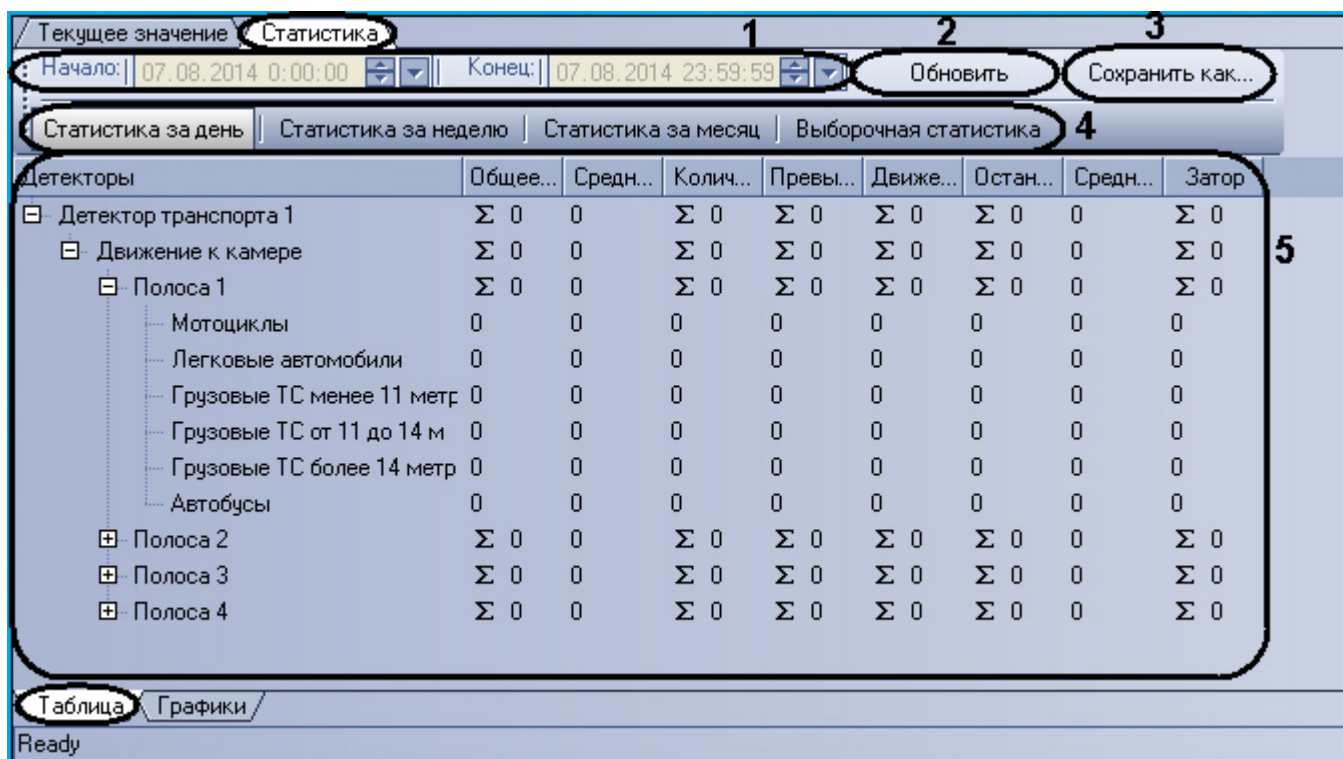 Текущее значение Статистика
1 2 3
Начало: 07.08.2014 0:00:00 Конец: 07.08.2014 23:59:59 Обновить Сохранить как...
Статистика за день Статистика за неделю Статистика за месяц Выборочная статистика 4
Детекторы Общее... Средн... Колич... Превы... Движе... Остан... Средн... Затор
Детектор транспорта 1 Σ 0 0 Σ 0 Σ 0 Σ 0 Σ 0 0 Σ 0
Движение к камере Σ 0 0 Σ 0 Σ 0 Σ 0 Σ 0 0 Σ 0 5
Полоса 1 Σ 0 0 Σ 0 Σ 0 Σ 0 Σ 0 0 Σ 0
Мотоциклы 0 0 0 0 0 0 0 0
Легковые автомобили 0 0 0 0 0 0 0 0
Грузовые ТС менее 11 метр 0 0 0 0 0 0 0 0
Грузовые ТС от 11 до 14 м 0 0 0 0 0 0 0 0
Грузовые ТС более 14 метр 0 0 0 0 0 0 0 0
Автобусы 0 0 0 0 0 0 0 0
Полоса 2 Σ 0 0 Σ 0 Σ 0 Σ 0 Σ 0 0 Σ 0
Полоса 3 Σ 0 0 Σ 0 Σ 0 Σ 0 Σ 0 0 Σ 0
Полоса 4 Σ 0 0 Σ 0 Σ 0 Σ 0 Σ 0 0 Σ 0
Таблица Графики
Ready